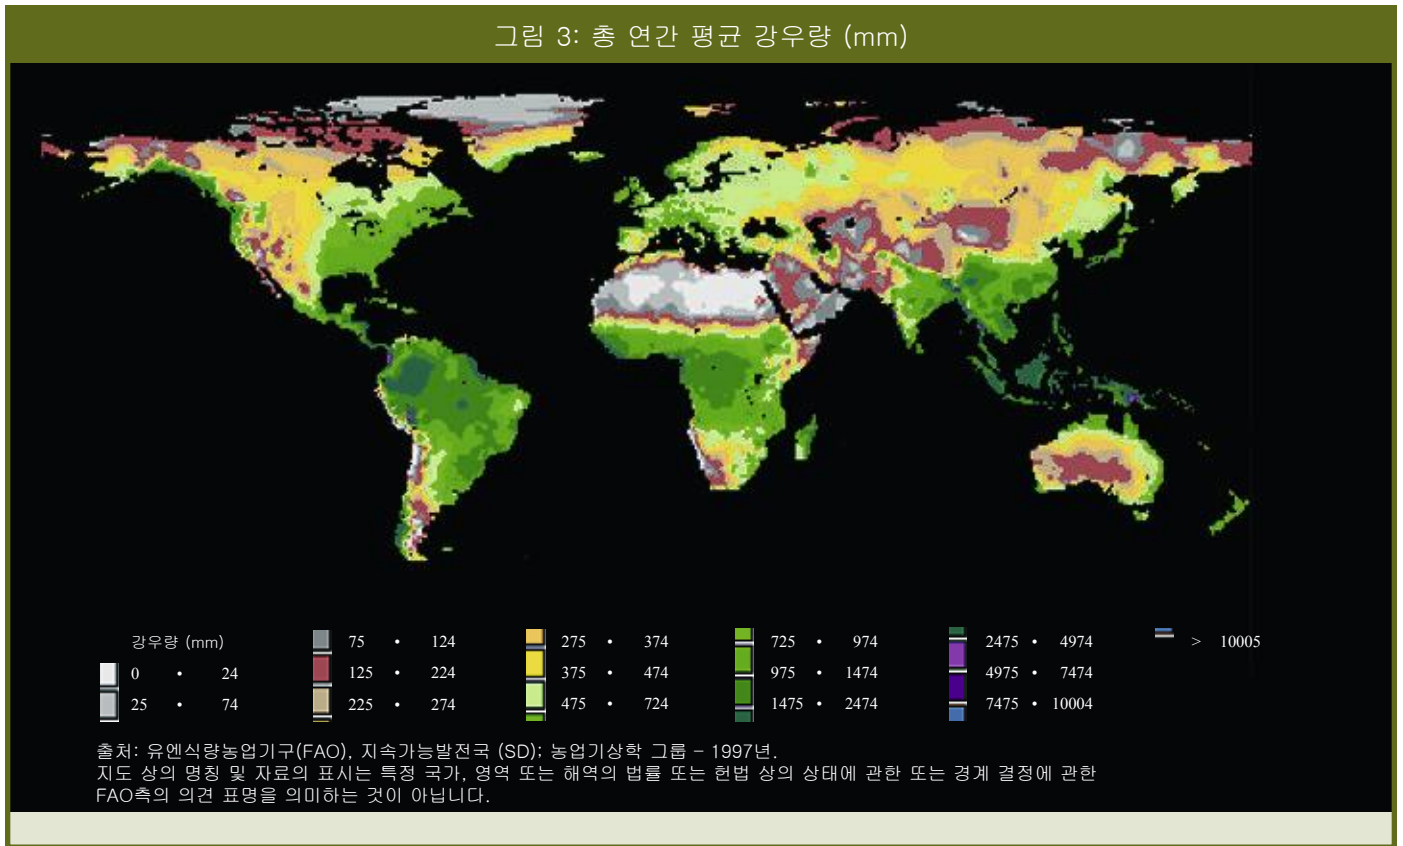 그림 3: 총 연간 평균 강우량 (mm)
강우량 (mm)
0 • 24
25 • 74
75 • 124
125 • 224
225 • 274
275 • 374
375 • 474
475 • 724
725 • 974
975 • 1474
1475 • 2474
2475 • 4974
4975 • 7474
7475 • 10004
> 10005
출처: 유엔식량농업기구(FAO), 지속가능발전국 (SD); 농업기상학 그룹 – 1997년.
지도 상의 명칭 및 자료의 표시는 특정 국가, 영역 또는 해역의 법률 또는 헌법 상의 상태에 관한 또는 경계 결정에 관한
FAO측의 의견 표명을 의미하는 것이 아닙니다.